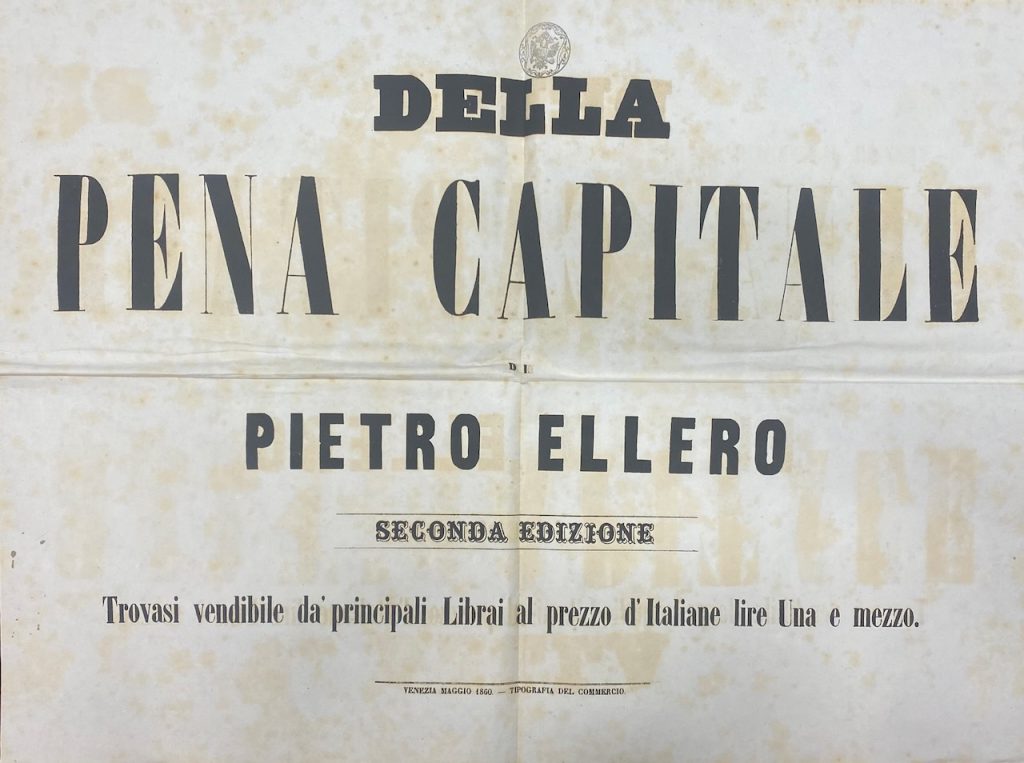 DELLA
PENA CAPITALE
DI
PIETRO ELLERO
SECONDA EDIZIONE
Trovasi vendibile da' principali Librai al prezzo d'Italiane lire Una e mezzo.
VENEZIA MAGGIO 1860. — TIPOGRAFIA DEL COMMERCIO.